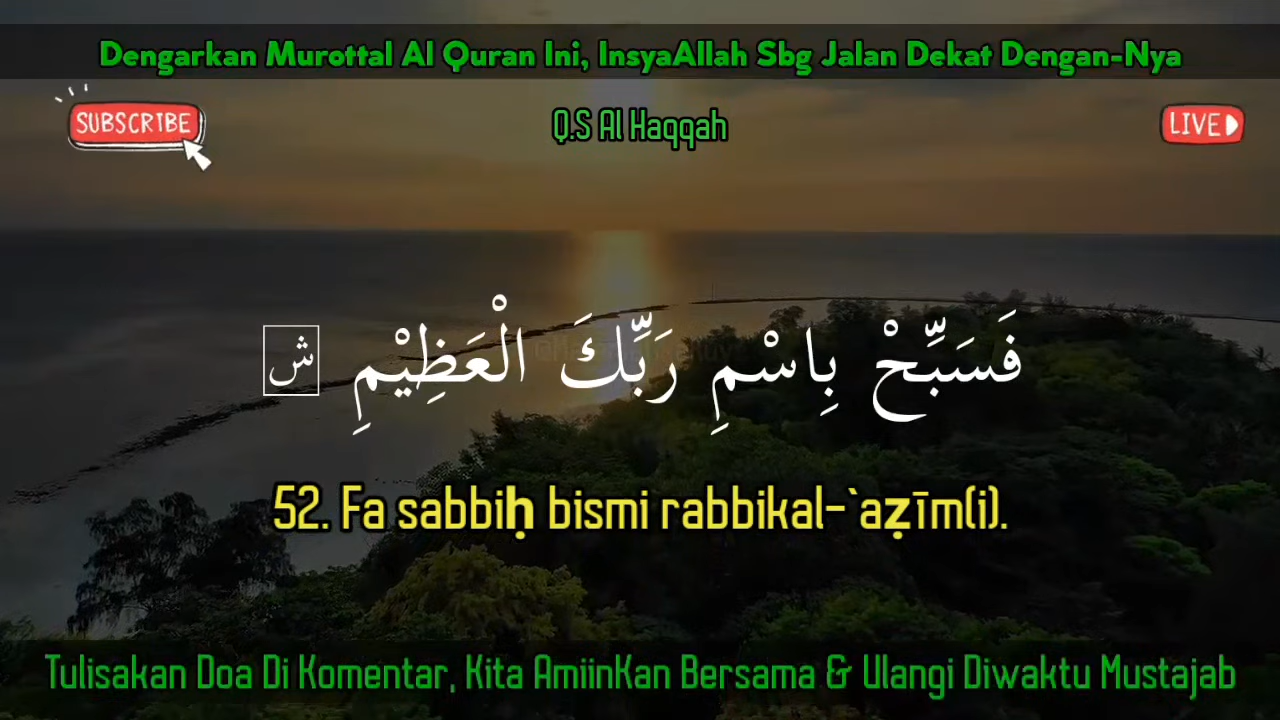 Dengarkan Murottal Al Quran Ini, InsyaAllah Sbg Jalan Dekat Dengan-Nya
SUBSCRIBE
Q.S Al Haqqah
LIVE
فَسَبِّحْ بِاسْمِ رَبِّكَ الْعَظِيْمِ ش
52. Fa sabbiḥ bismi rabbikal-`aẓīm(i).
Tulisakan Doa Di Komentar, Kita AmiinKan Bersama & Ulangi Diwaktu Mustajab